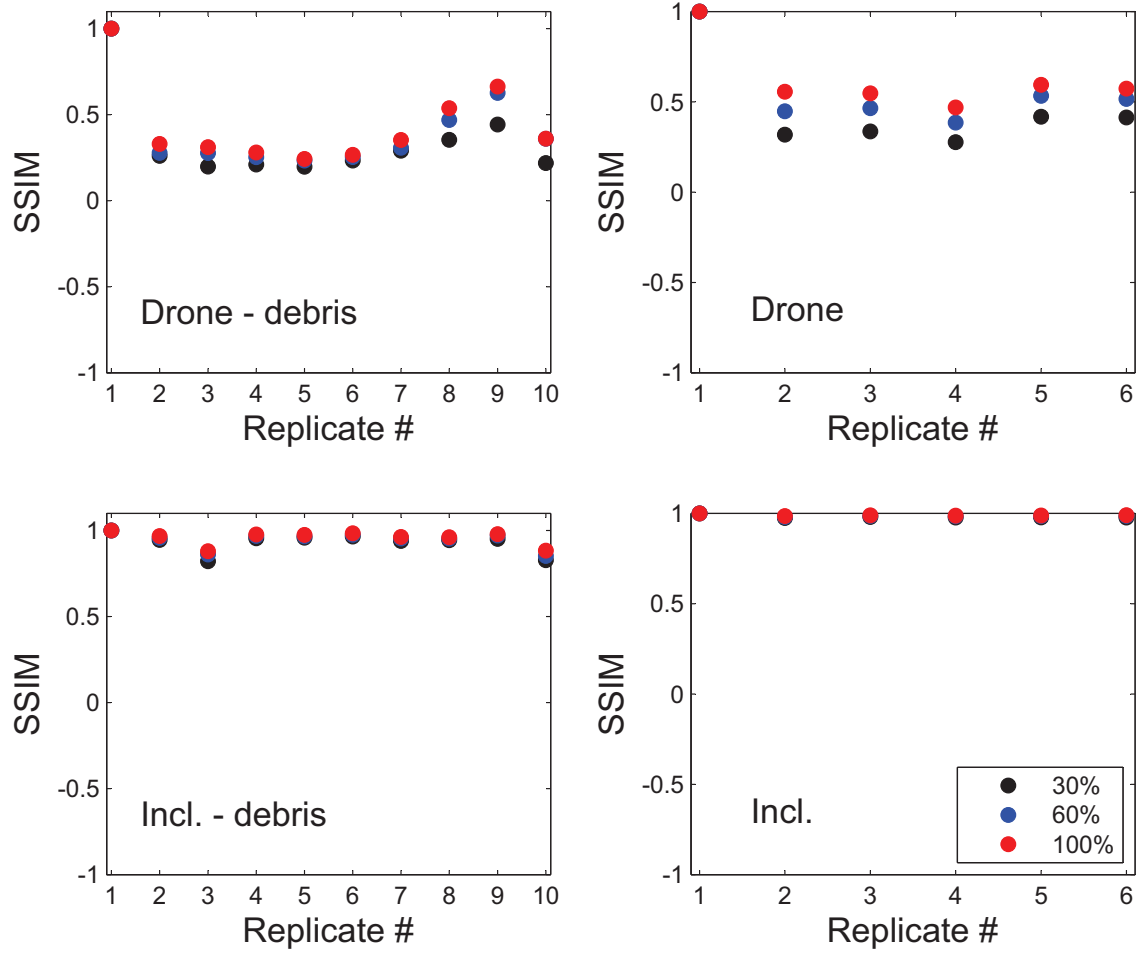 1
0.5
0
-0.5
-1
SSIM
Drone - debris
1 2 3 4 5 6 7 8 9 10
Replicate #
1
0.5
0
-0.5
-1
SSIM
Drone
1 2 3 4 5 6
Replicate #
1
0.5
0
-0.5
-1
SSIM
Incl. - debris
1 2 3 4 5 6 7 8 9 10
Replicate #
1
0.5
0
-0.5
-1
SSIM
Incl.
30%
60%
100%
1 2 3 4 5 6
Replicate #